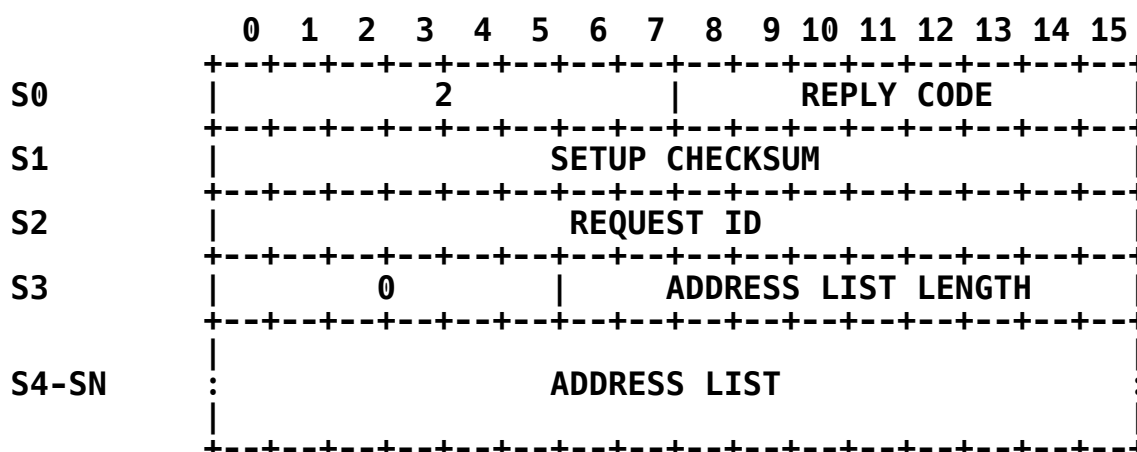 0  1  2  3  4  5  6  7  8  9 10 11 12 13 14 15
+--+--+--+--+--+--+--+--+--+--+--+--+--+--+--+--+
S0 | 2 | REPLY CODE |
+--+--+--+--+--+--+--+--+--+--+--+--+--+--+--+--+
S1 | SETUP CHECKSUM |
+--+--+--+--+--+--+--+--+--+--+--+--+--+--+--+--+
S2 | REQUEST ID |
+--+--+--+--+--+--+--+--+--+--+--+--+--+--+--+--+
S3 | 0 | ADDRESS LIST LENGTH |
+--+--+--+--+--+--+--+--+--+--+--+--+--+--+--+--+
| |
S4-SN : ADDRESS LIST :
| |
+--+--+--+--+--+--+--+--+--+--+--+--+--+--+--+--+